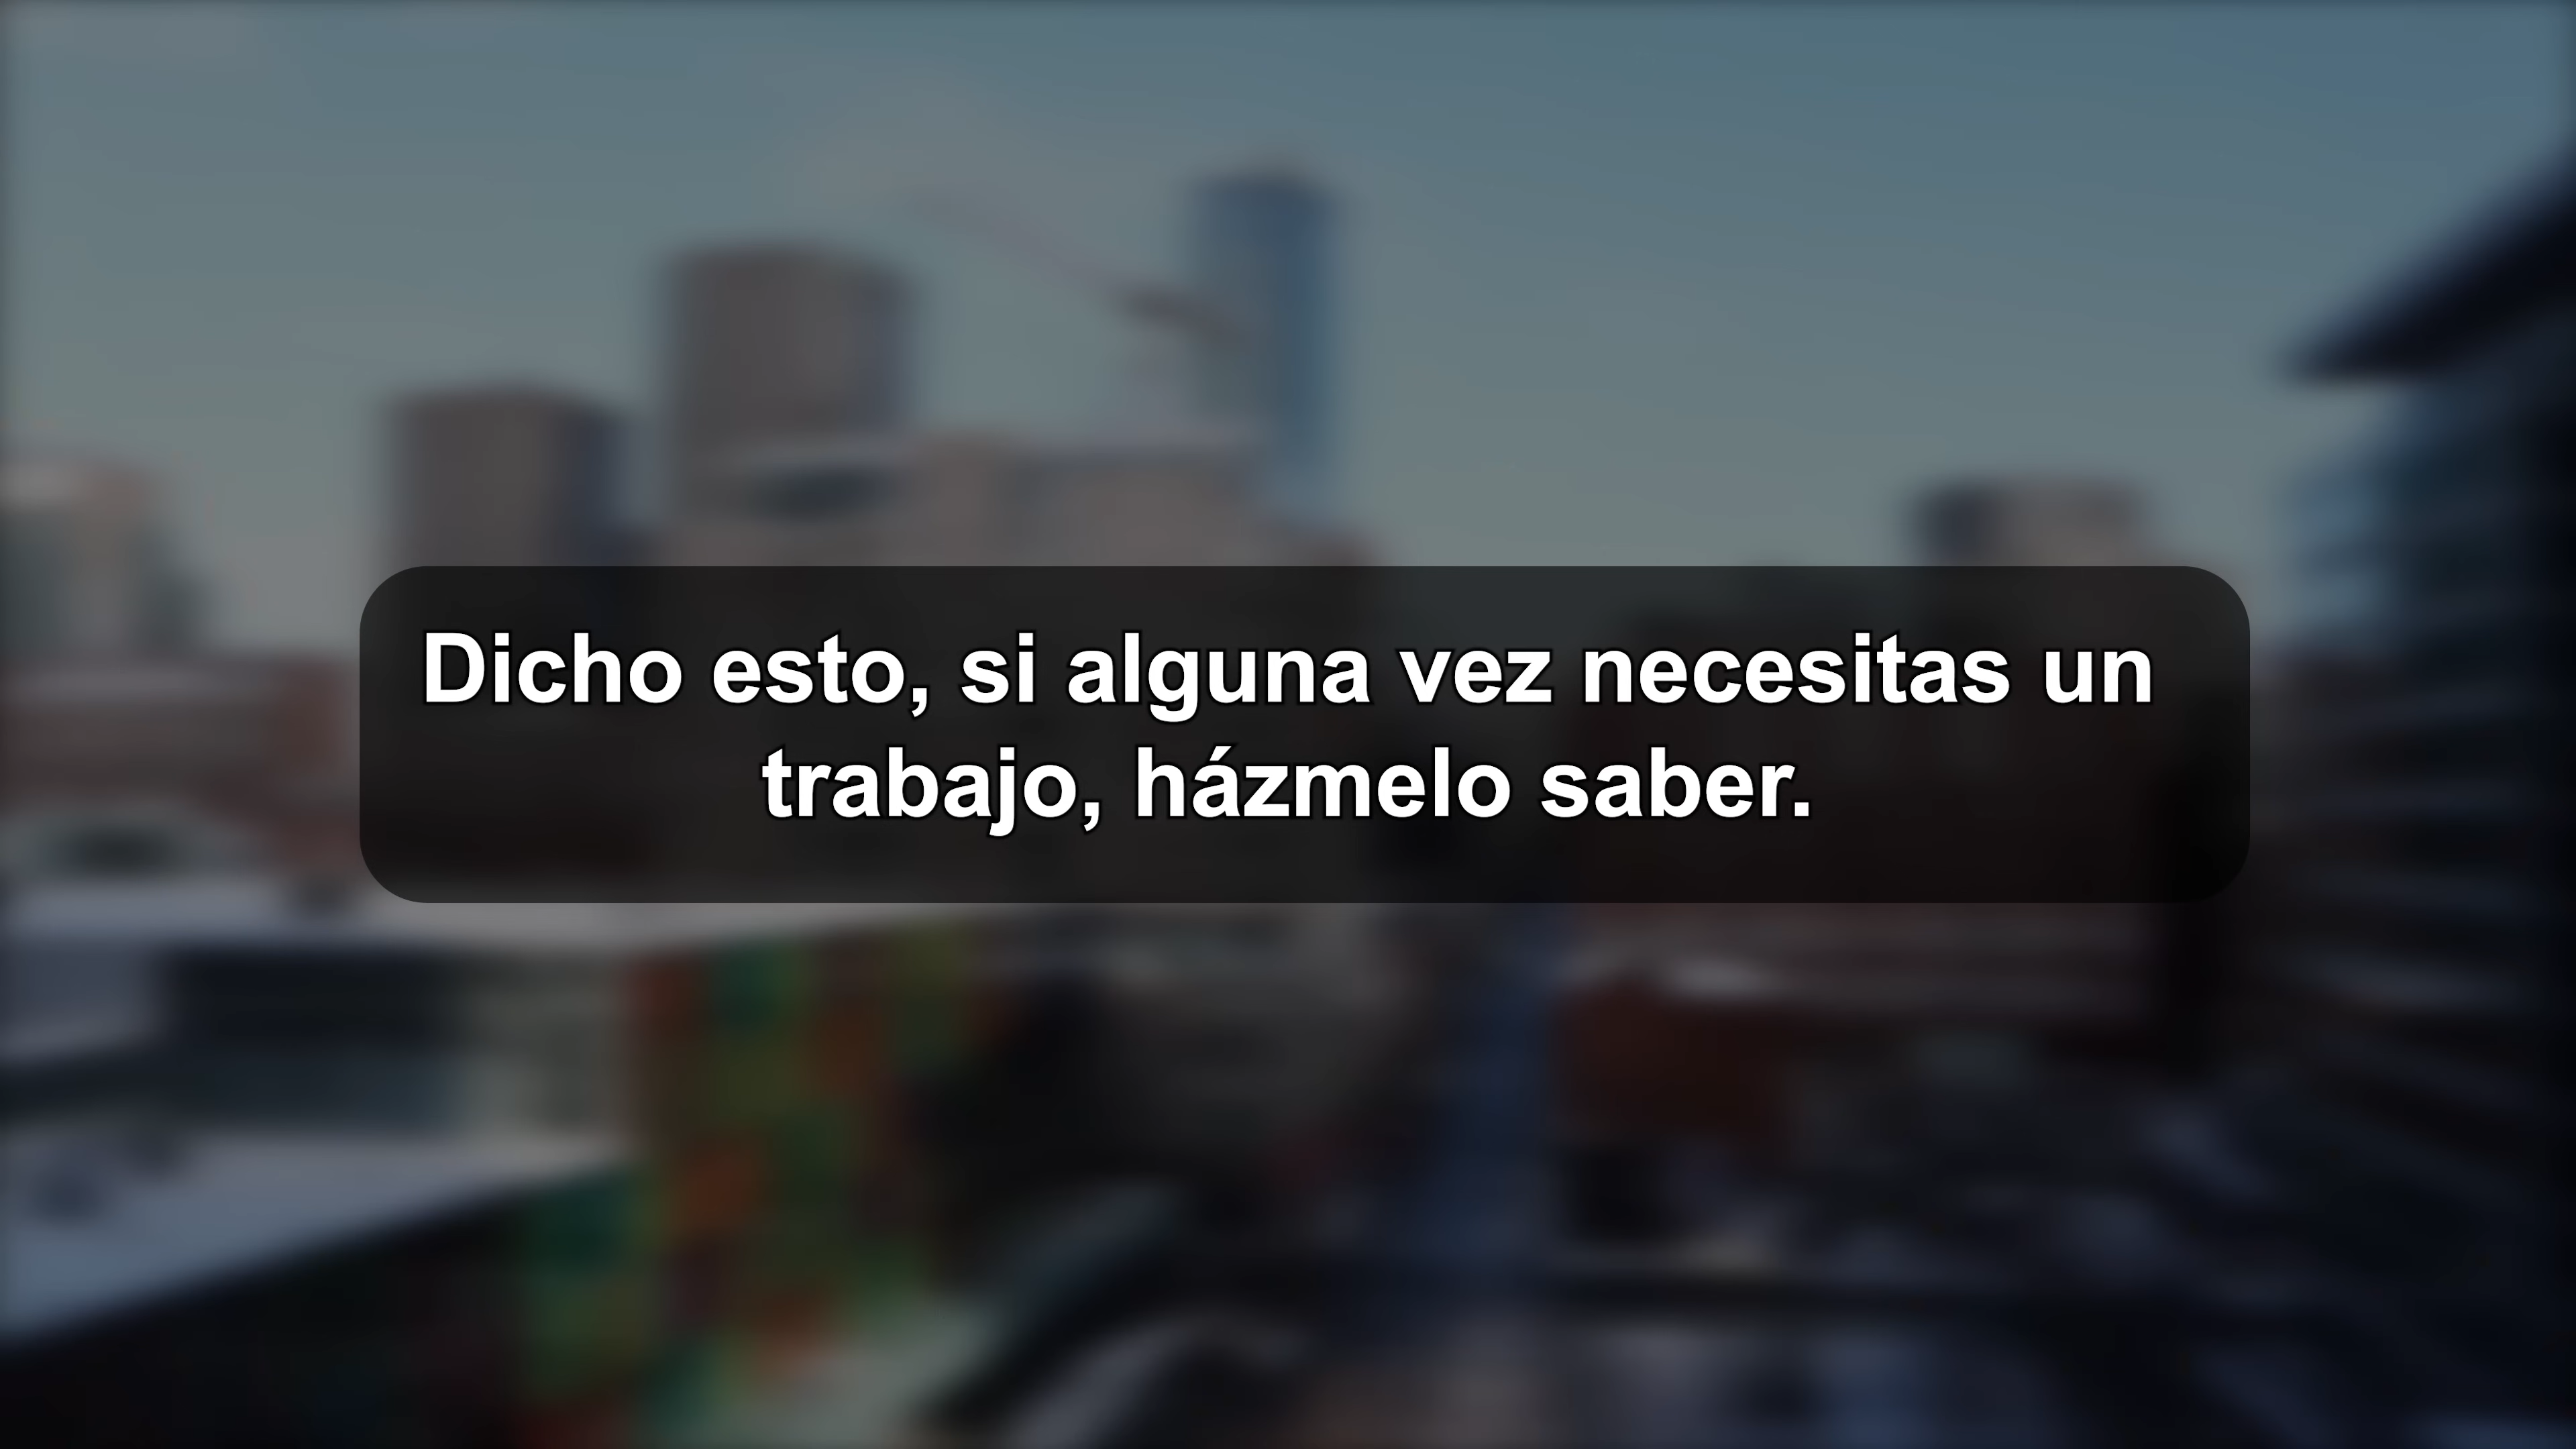 Dicho esto, si alguna vez necesitas un
trabajo, házmelo saber.